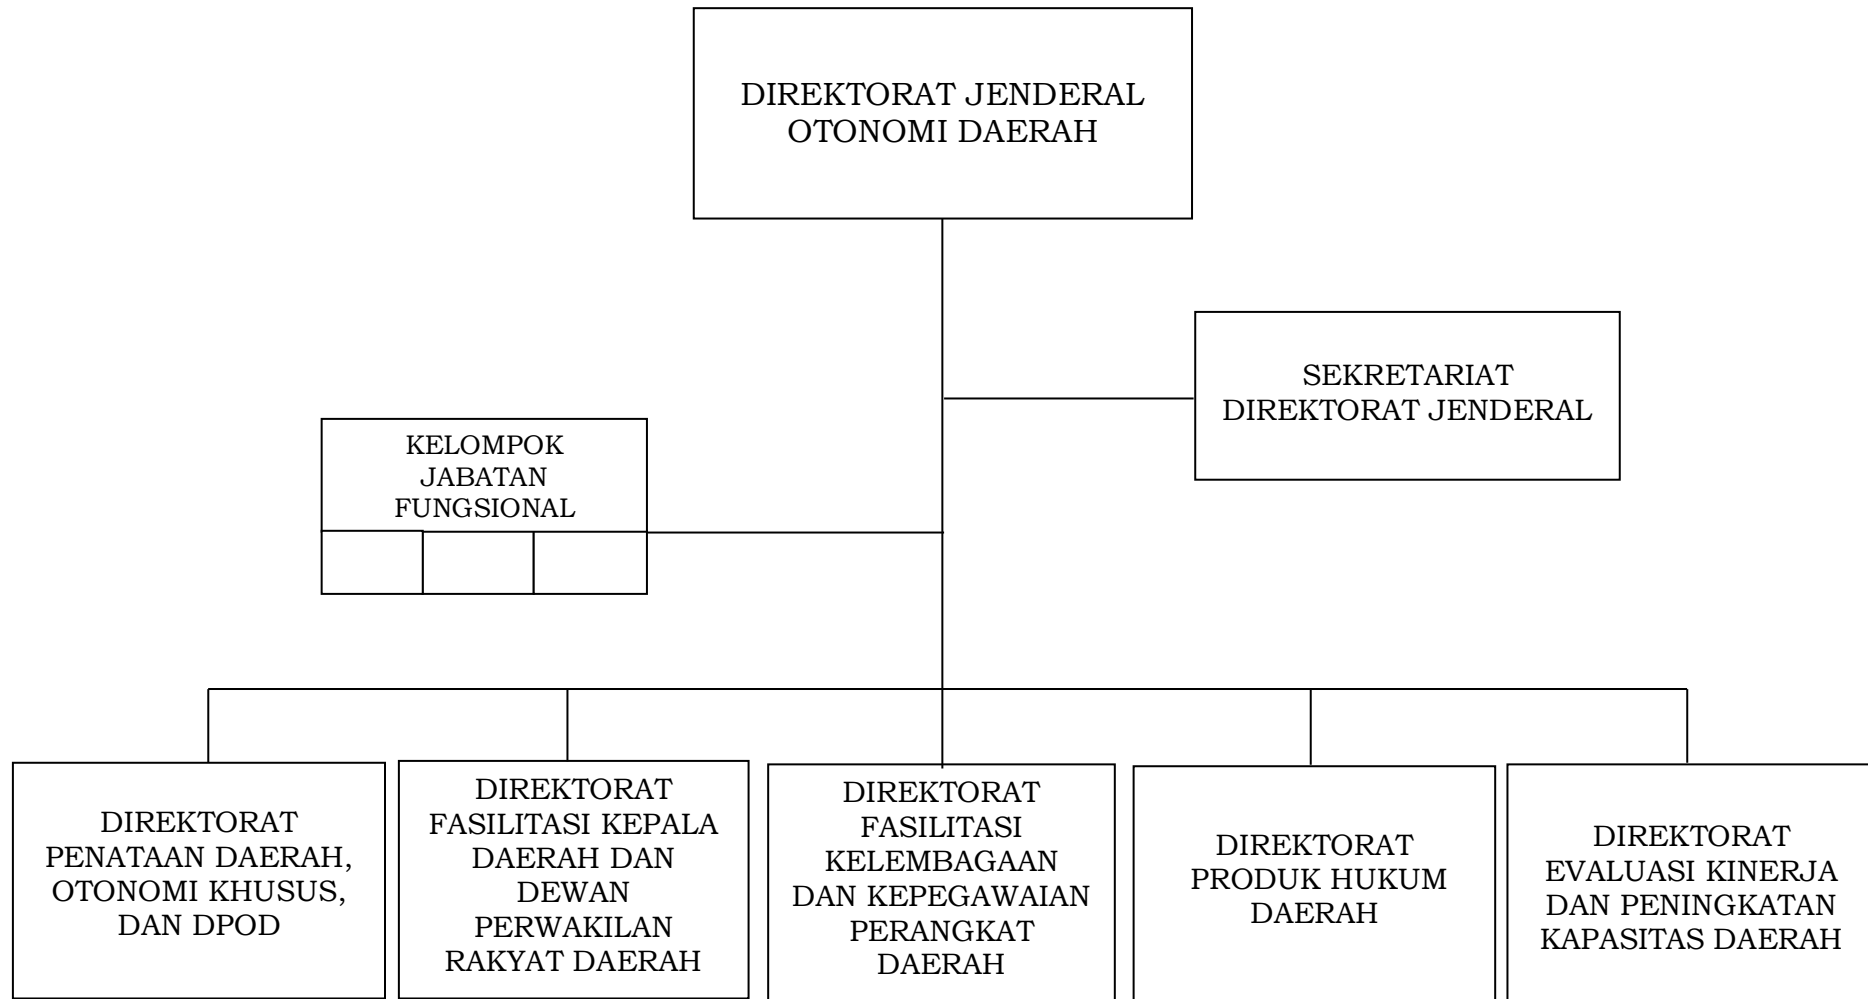 DIREKTORAT JENDERAL
OTONOMI DAERAH
SEKRETARIAT
DIREKTORAT JENDERAL
KELOMPOK
JABATAN
FUNGSIONAL
DIREKTORAT
PENATAAN DAERAH,
OTONOMI KHUSUS,
DAN DPOD
DIREKTORAT
FASILITASI KEPALA
DAERAH DAN
DEWAN
PERWAKILAN
RAKYAT DAERAH
DIREKTORAT
FASILITASI
KELEMBAGAAN
DAN KEPEGAWAIAN
PERANGKAT
DAERAH
DIREKTORAT
PRODUK HUKUM
DAERAH
DIREKTORAT
EVALUASI KINERJA
DAN PENINGKATAN
KAPASITAS DAERAH